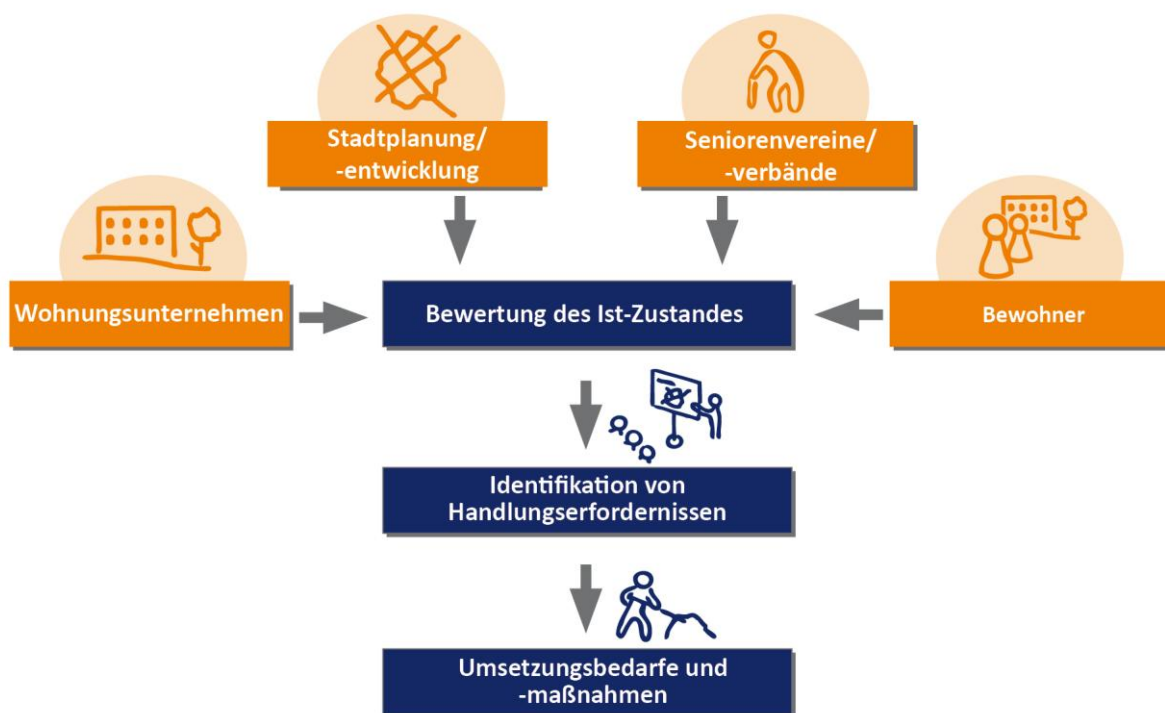 Stadtplanung/
-entwicklung
Seniorenvereine/
-verbände
Wohnungsunternehmen
Bewertung des Ist-Zustandes
Bewohner
Identifikation von
Handlungserfordernissen
Umsetzungsbedarfe und
-maßnahmen